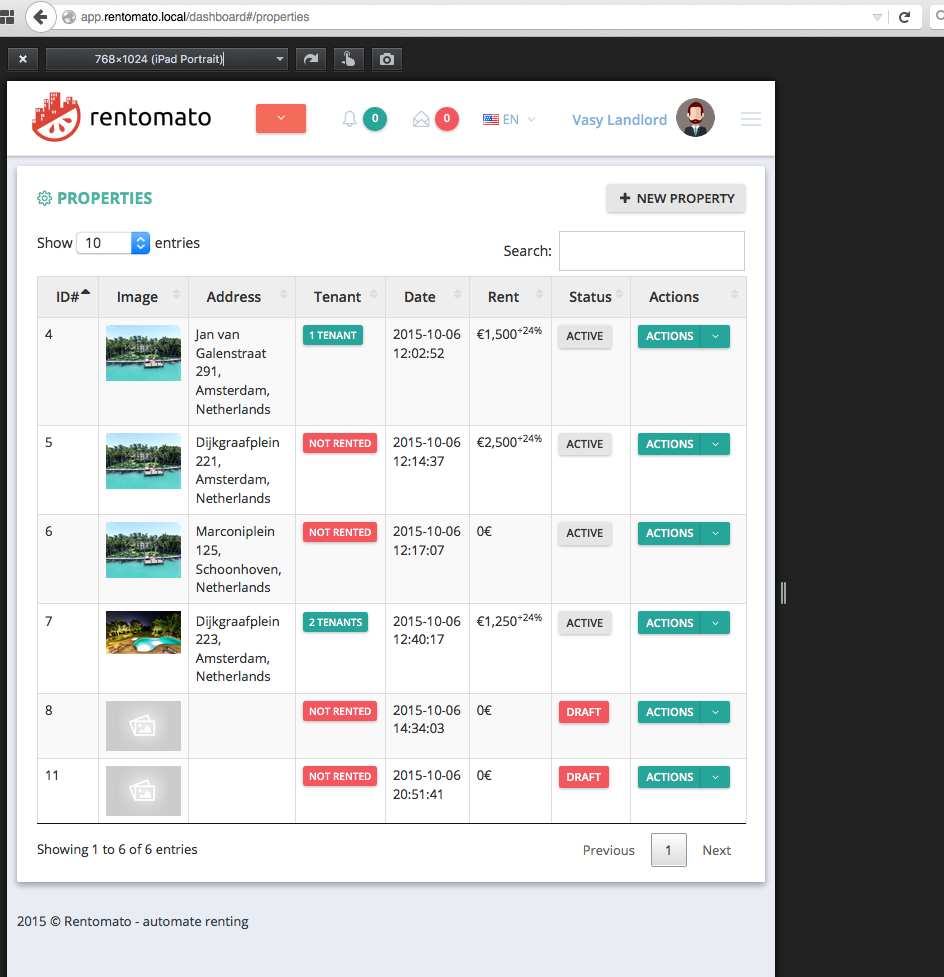 app.rentomato.local/dashboard#/properties
768×1024 (iPad Portrait)
rentomato
0
0
EN
Vasy Landlord
PROPERTIES
+ NEW PROPERTY
Show 10 entries
Search:
ID# Image Address Tenant Date Rent Status Actions
4 Jan van 1 TENANT 2015-10-06 €1,500+24% ACTIVE ACTIONS
Galenstraat 12:02:52
291,
Amsterdam,
Netherlands
5 Dijkgraafplein NOT RENTED 2015-10-06 €2,500+24% ACTIVE ACTIONS
221, 12:14:37
Amsterdam,
Netherlands
6 Marconiplein NOT RENTED 2015-10-06 0€ ACTIVE ACTIONS
125, 12:17:07
Schoonhoven,
Netherlands
7 Dijkgraafplein 2 TENANTS 2015-10-06 €1,250+24% ACTIVE ACTIONS
223, 12:40:17
Amsterdam,
Netherlands
8 NOT RENTED 2015-10-06 0€ DRAFT ACTIONS
14:34:03
11 NOT RENTED 2015-10-06 0€ DRAFT ACTIONS
20:51:41
Showing 1 to 6 of 6 entries
Previous 1 Next
2015 © Rentomato - automate renting